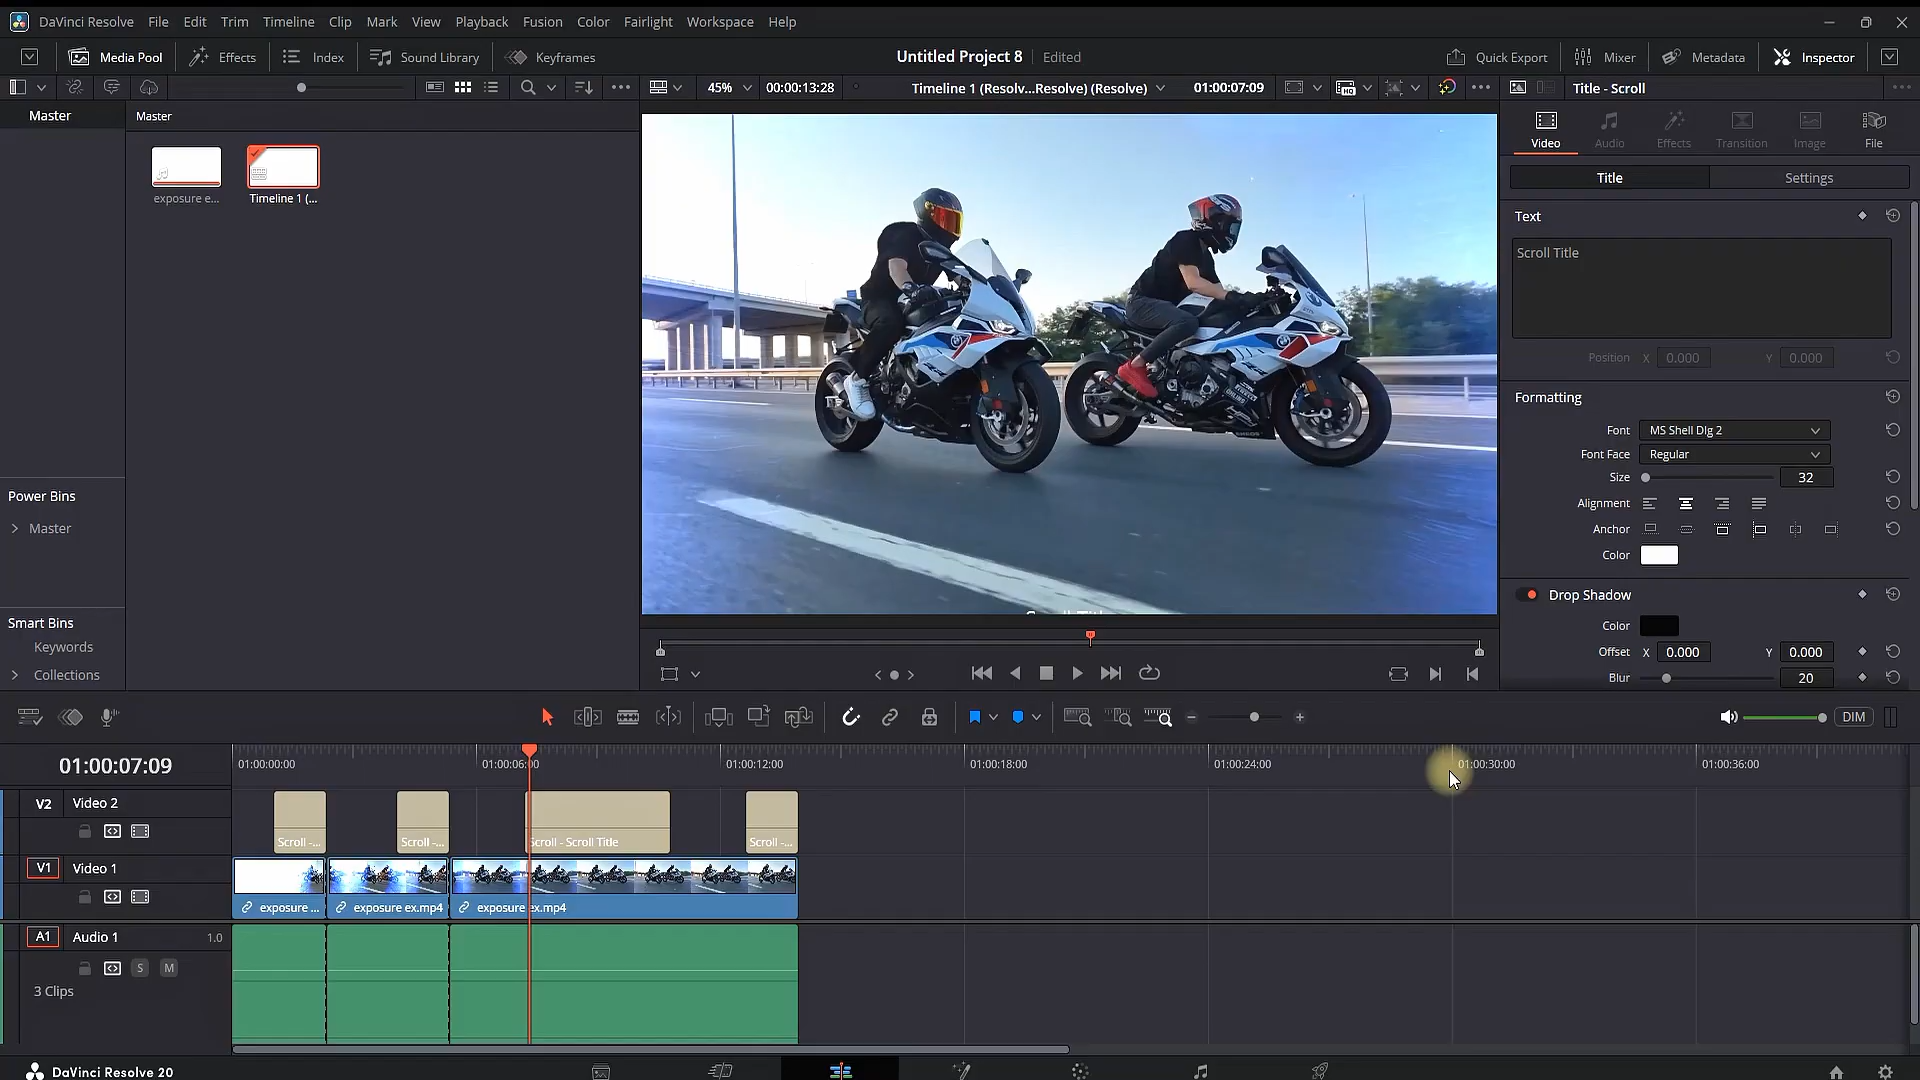 DaVinci Resolve File Edit Trim Timeline Clip Mark View Playback Fusion Color Fairlight Workspace Help
Media Pool Effects Index Sound Library Keyframes Untitled Project 8 Edited Quick Export Mixer Metadata Inspector
45% 00:00:13:28 Timeline 1 (Resolv...Resolve) (Resolve) 01:00:07:09 Title - Scroll
Master Master
Video Audio Effects Transition Image File
Title Settings
exposure e... Timeline 1 (...
Text
Scroll Title
Position X 0.000 Y 0.000
Formatting
Font MS Shell Dlg 2
Font Face Regular
Size 32
Alignment
Anchor
Color
Drop Shadow
Color
Offset X 0.000 Y 0.000
Blur 20
Power Bins
Master
Smart Bins
Keywords
Collections
DIM
01:00:07:09 01:00:00:00 01:00:06:00 01:00:12:00 01:00:18:00 01:00:24:00 01:00:30:00 01:00:36:00
V2 Video 2
Scroll -... Scroll -... Scroll - Scroll Title Scroll -...
V1 Video 1
exposure ... exposure ex.mp4 exposure ex.mp4
A1 Audio 1 1.0
S M
3 Clips
DaVinci Resolve 20